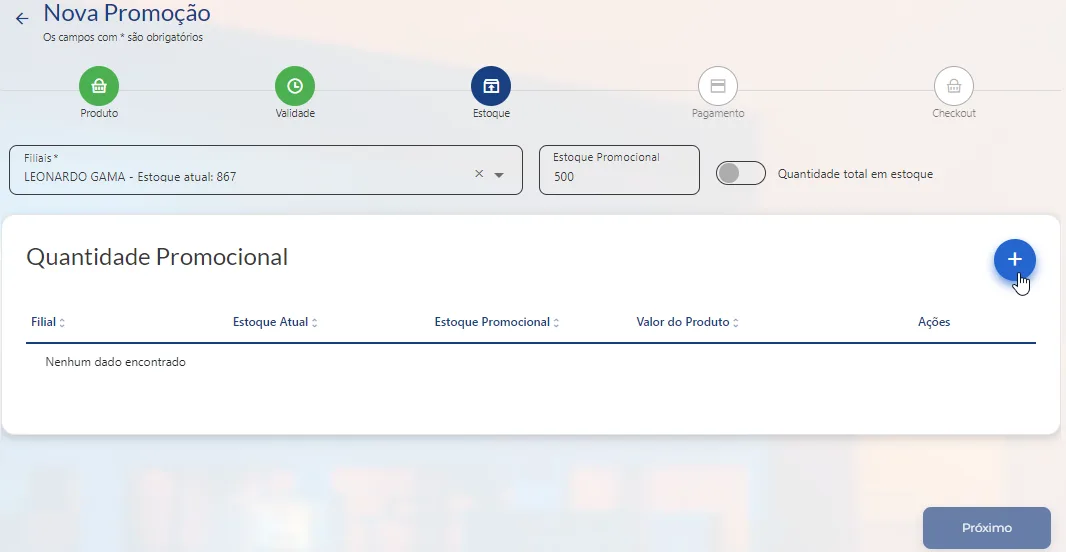 Nova Promoção
Os campos com * são obrigatórios
Produto
Validade
Estoque
Pagamento
Checkout
Filiais *
LEONARDO GAMA - Estoque atual: 867
Estoque Promocional
500
Quantidade total em estoque
Quantidade Promocional
Filial
Estoque Atual
Estoque Promocional
Valor do Produto
Ações
Nenhum dado encontrado
Próximo